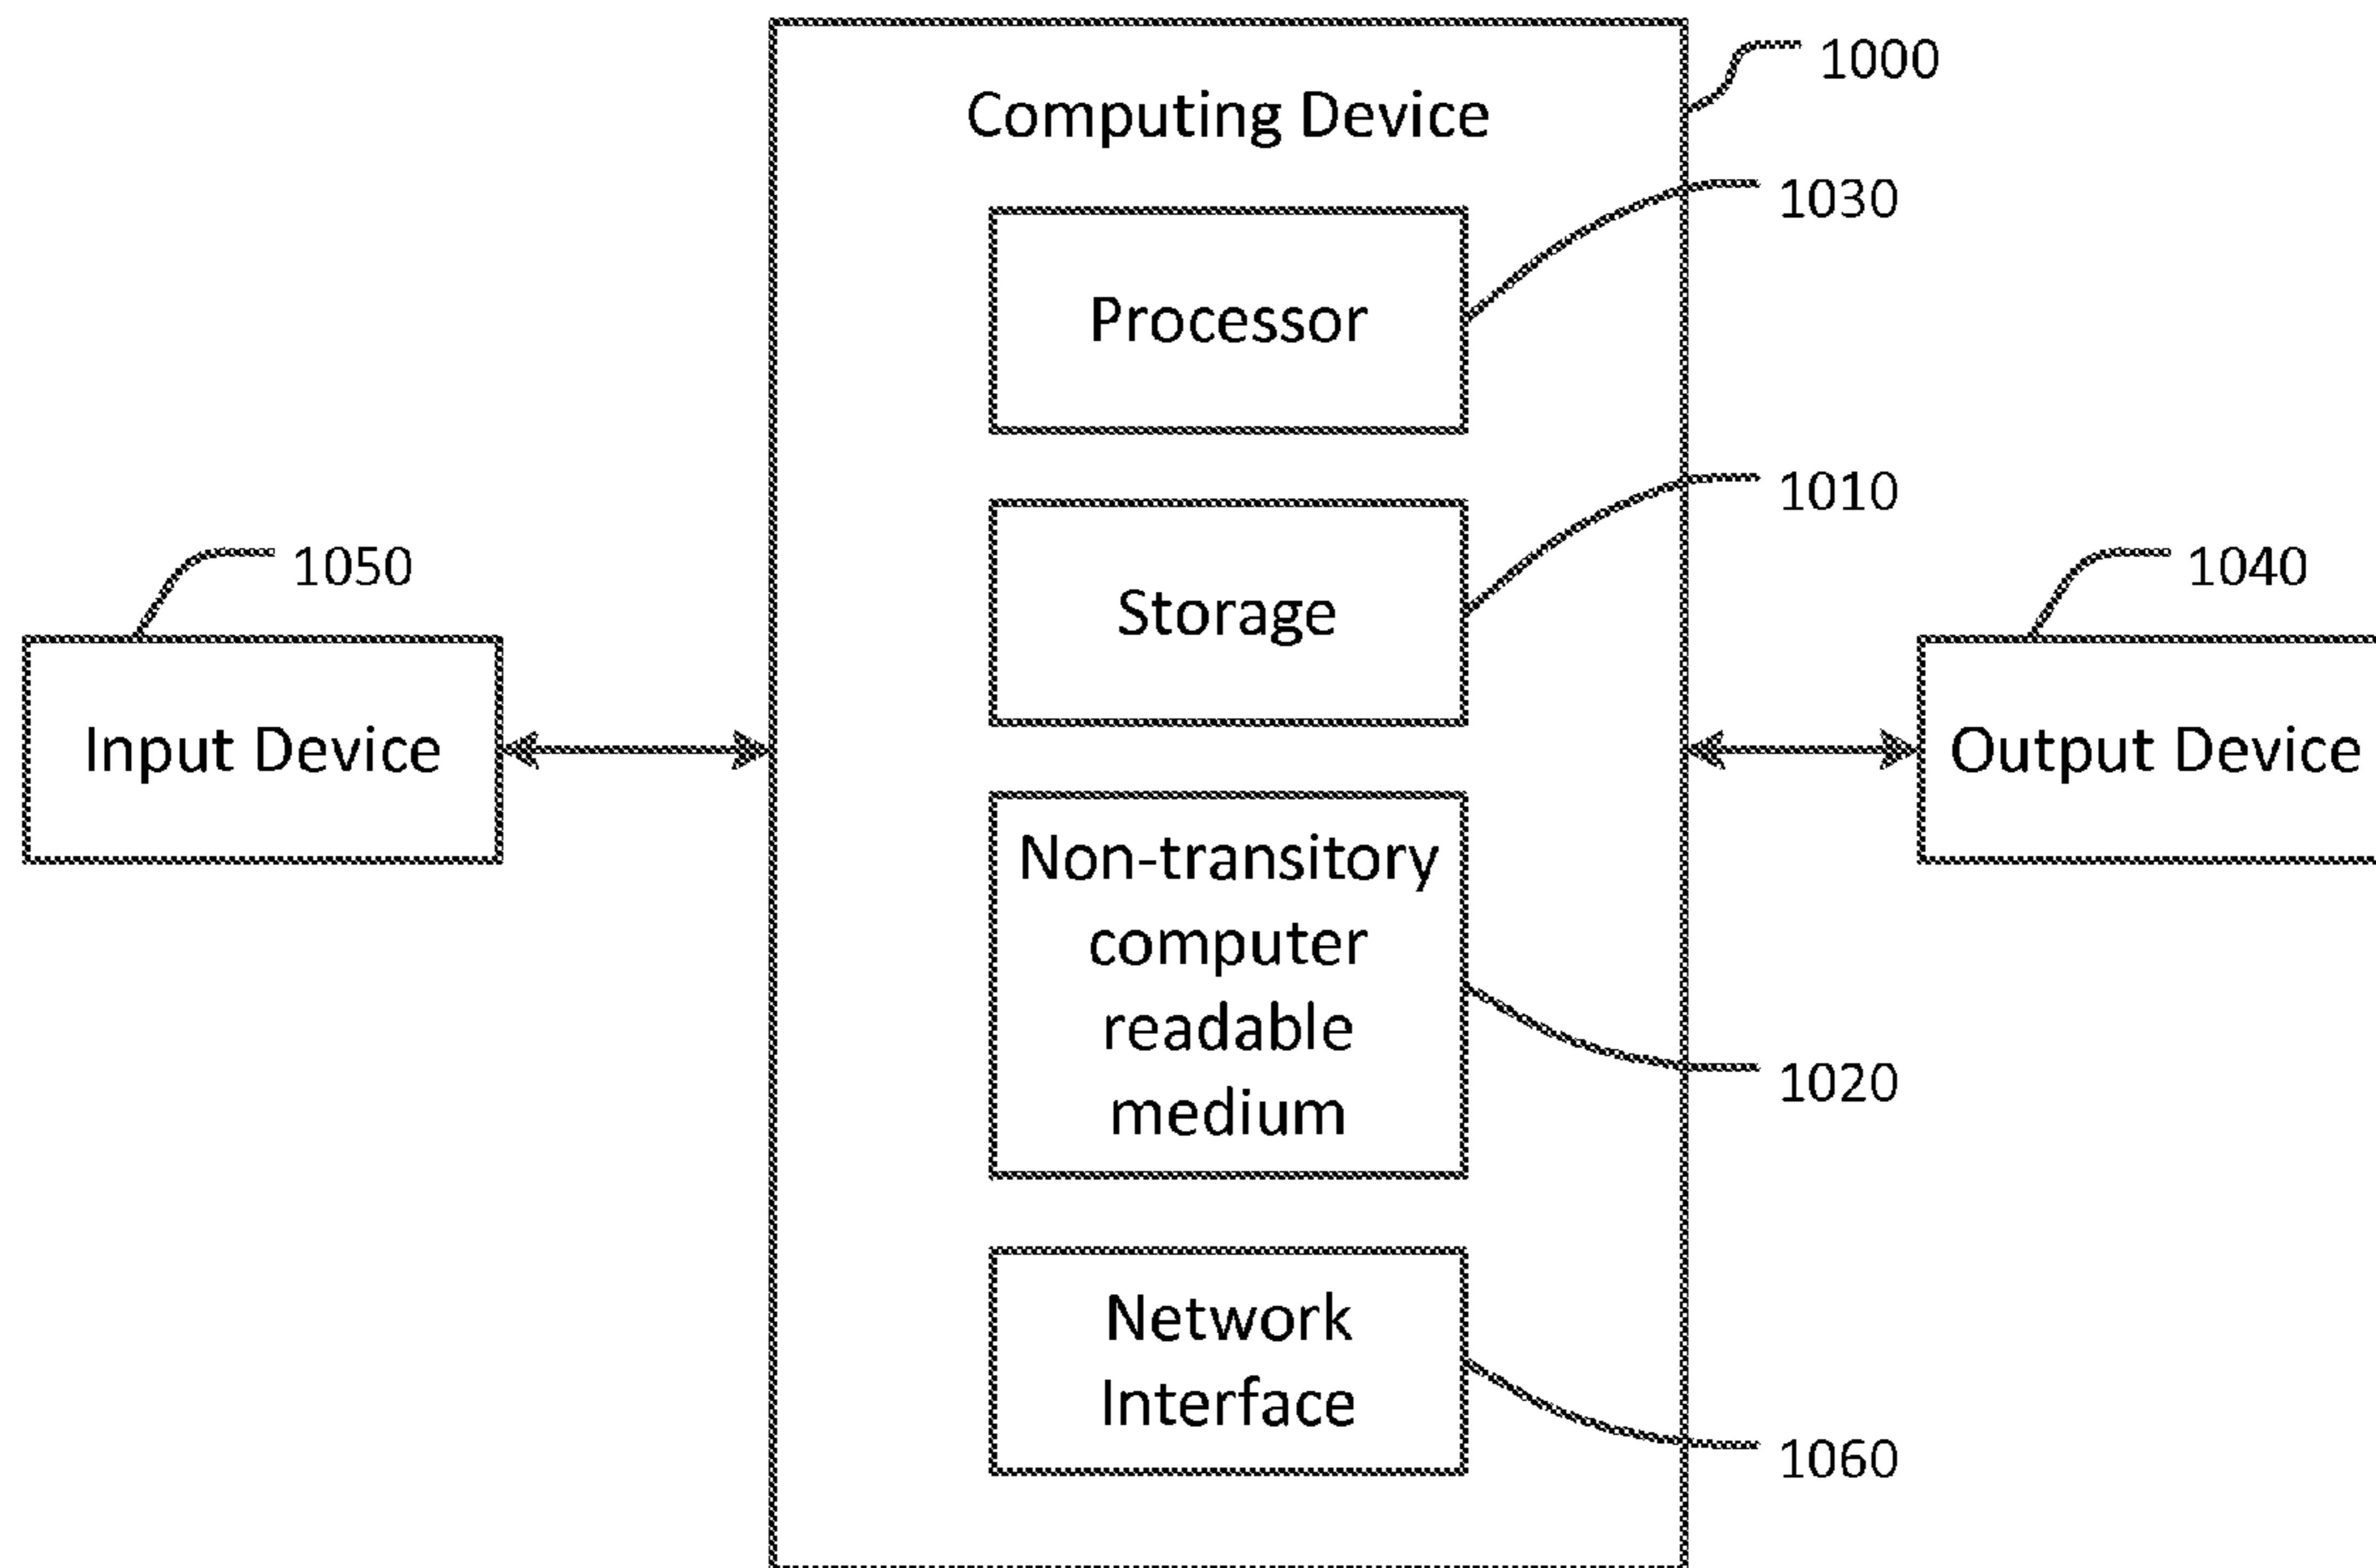 Computing Device
1000
Processor
1030
Storage
1010
1050
Input Device
1040
Output Device
Non-transitory
computer
readable
medium
1020
Network
Interface
1060